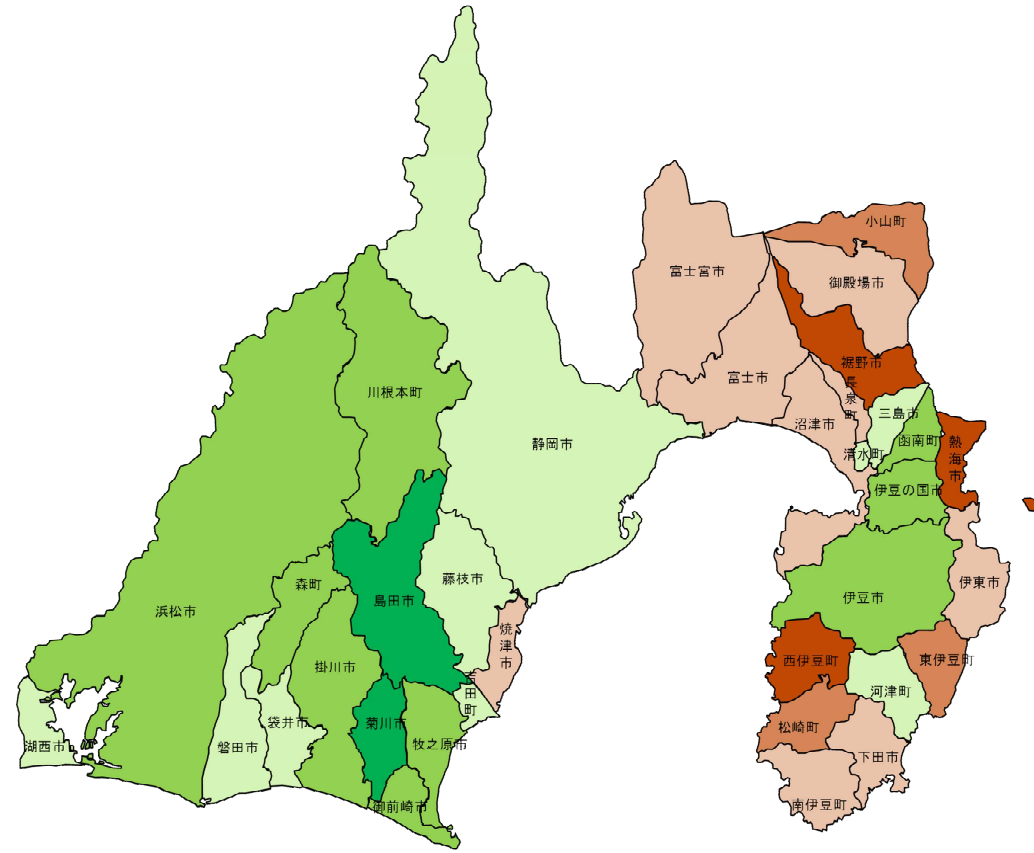 小山町
富士宮市
御殿場市
裾野市
富士市
長泉町
川根本町
三島市
沼津市
静岡市
函南町
熱海市
清水町
伊豆の国市
藤枝市
伊東市
森町
伊豆市
島田市
浜松市
焼津市
西伊豆町
東伊豆町
掛川市
吉田町
河津町
袋井市
菊川市
松崎町
湖西市
磐田市
牧之原市
下田市
御前崎市
南伊豆町